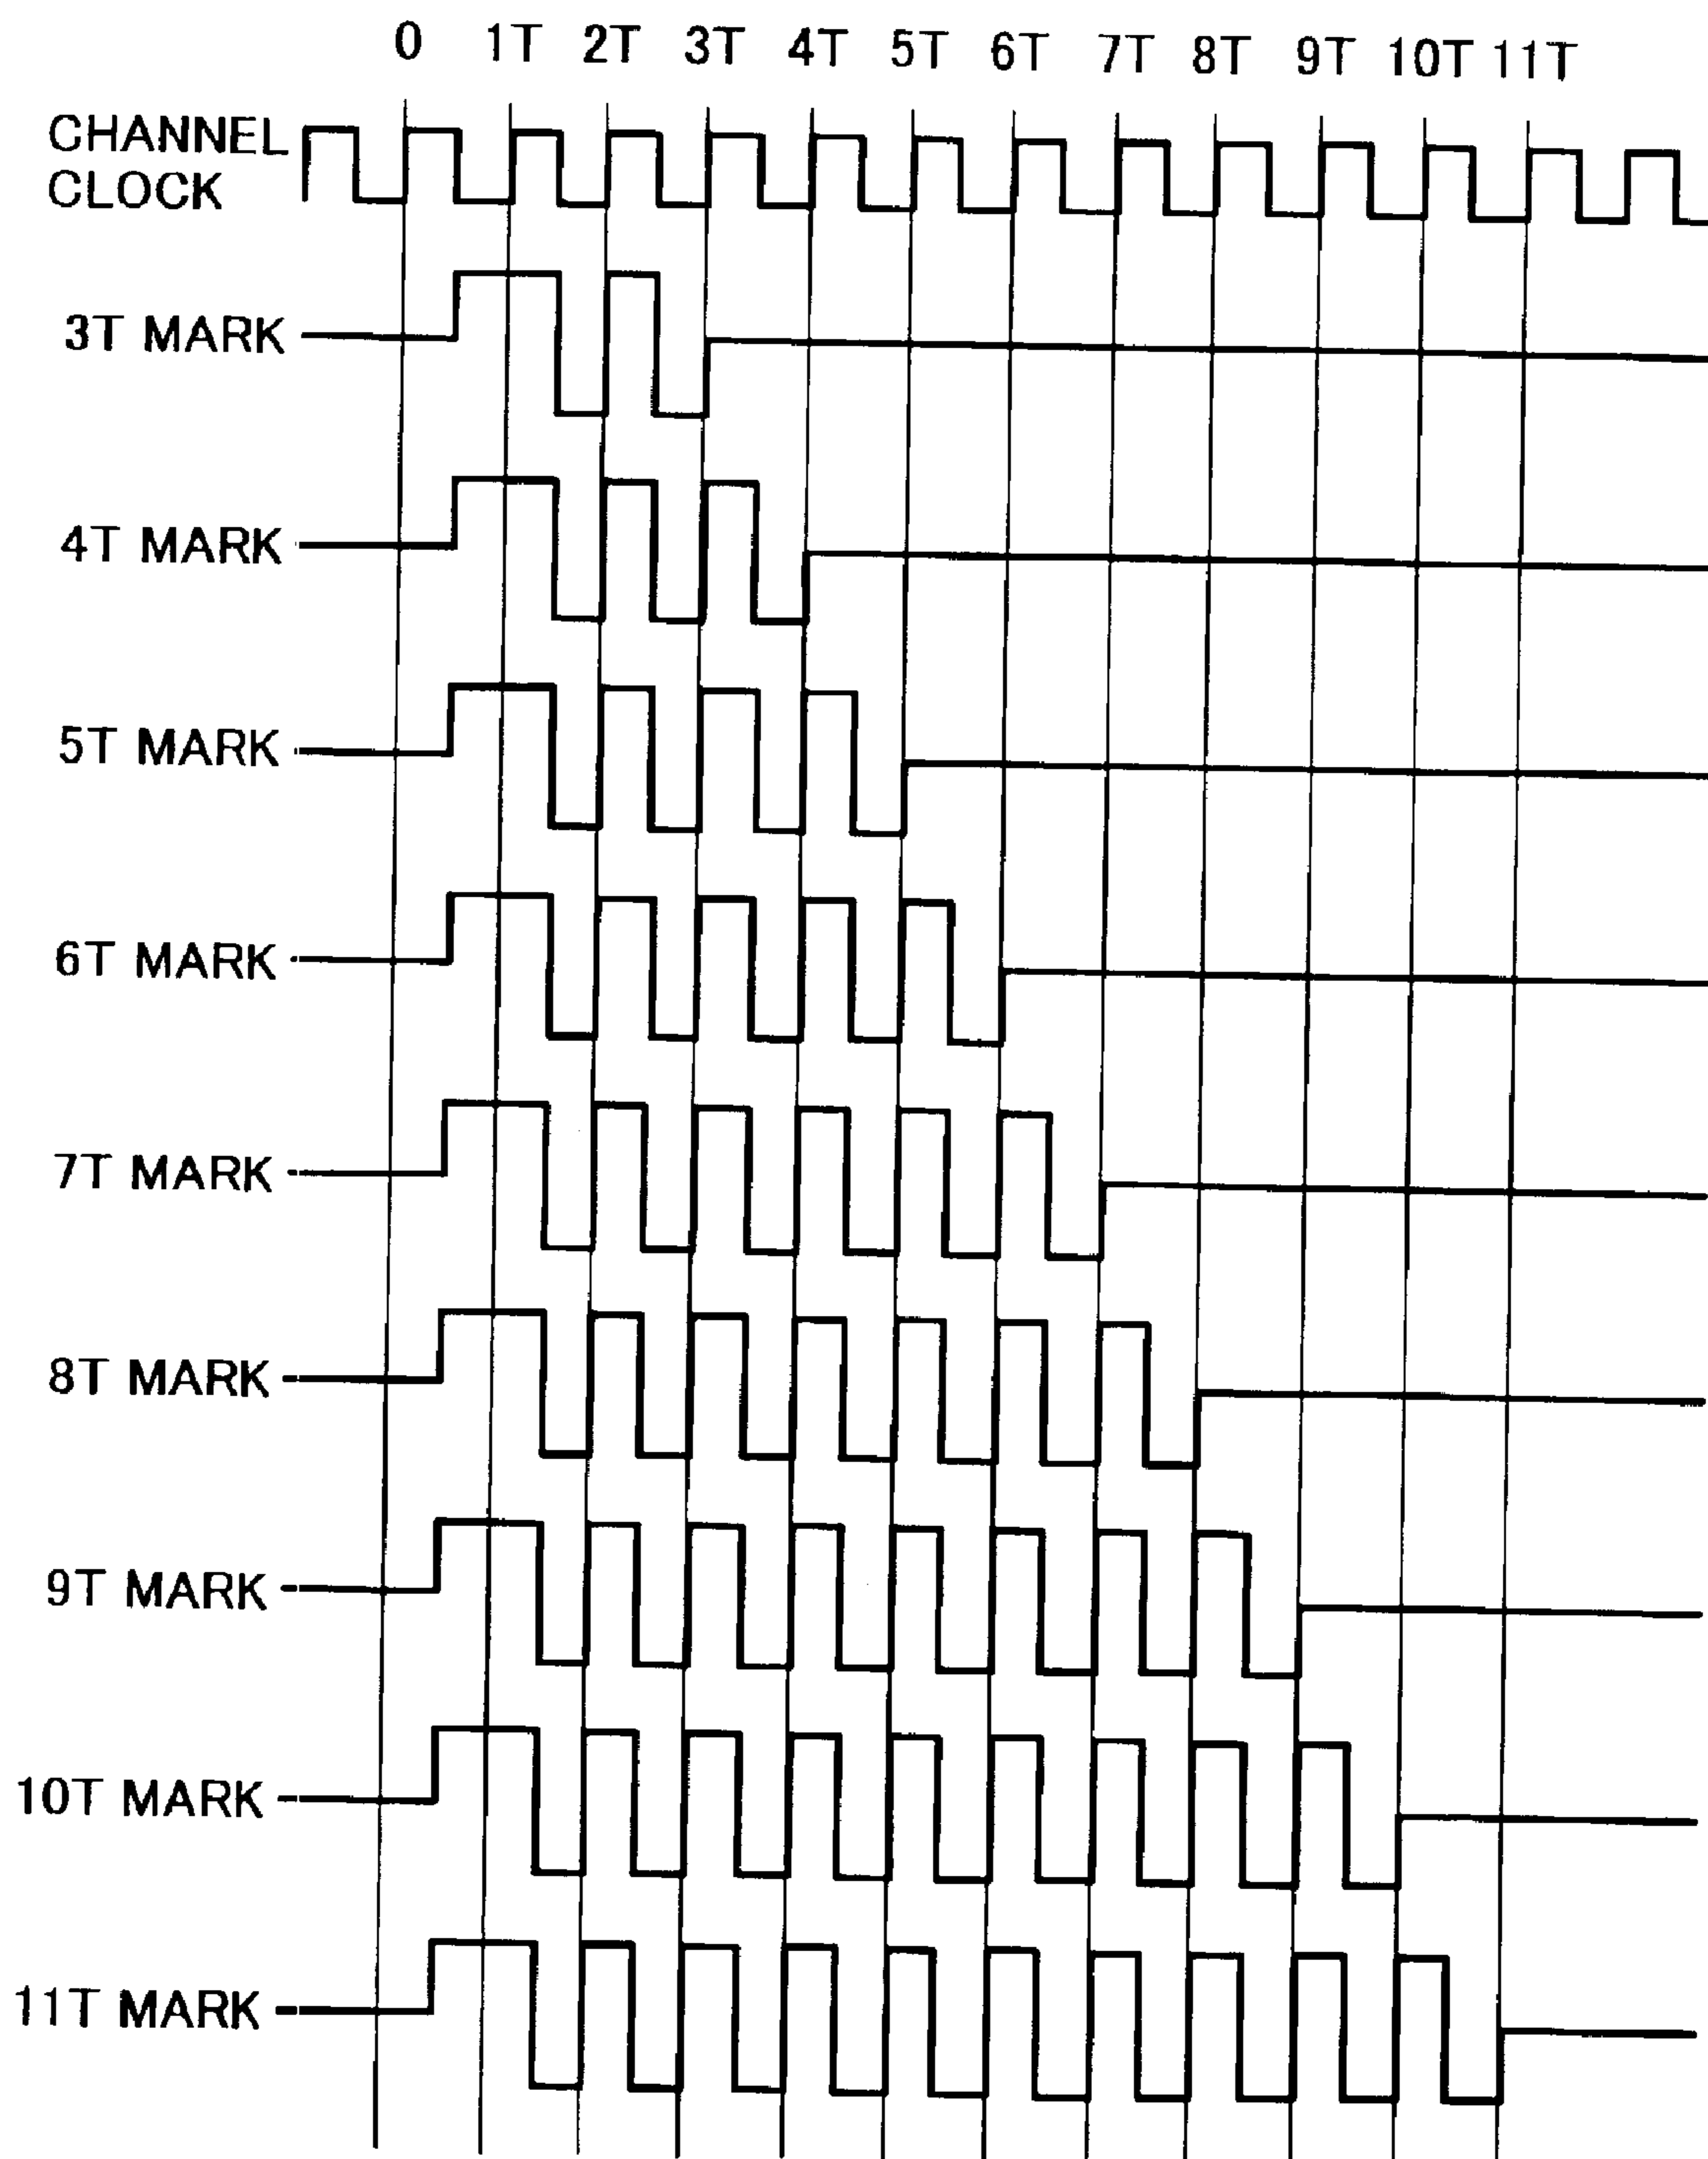 0 1T 2T 3T 4T 5T 6T 7T 8T 9T 10T 11T
CHANNEL
CLOCK
3T MARK
4T MARK
5T MARK
6T MARK
7T MARK
8T MARK
9T MARK
10T MARK
11T MARK